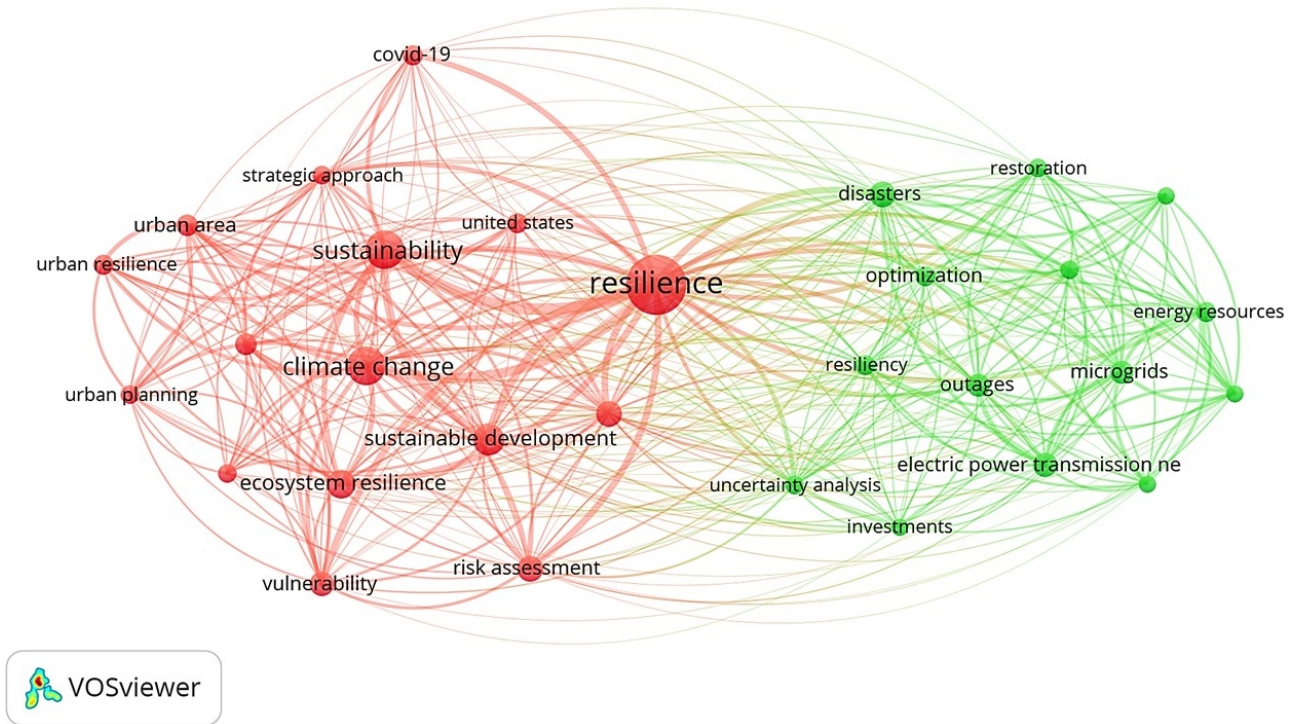 covid-19
restoration
strategic approach
disasters
urban area
united states
sustainability
urban resilience
optimization
resilience
energy resources
climate change
resiliency
microgrids
outages
urban planning
sustainable development
electric power transmission ne
ecosystem resilience
uncertainty analysis
investments
risk assessment
vulnerability
VOSviewer